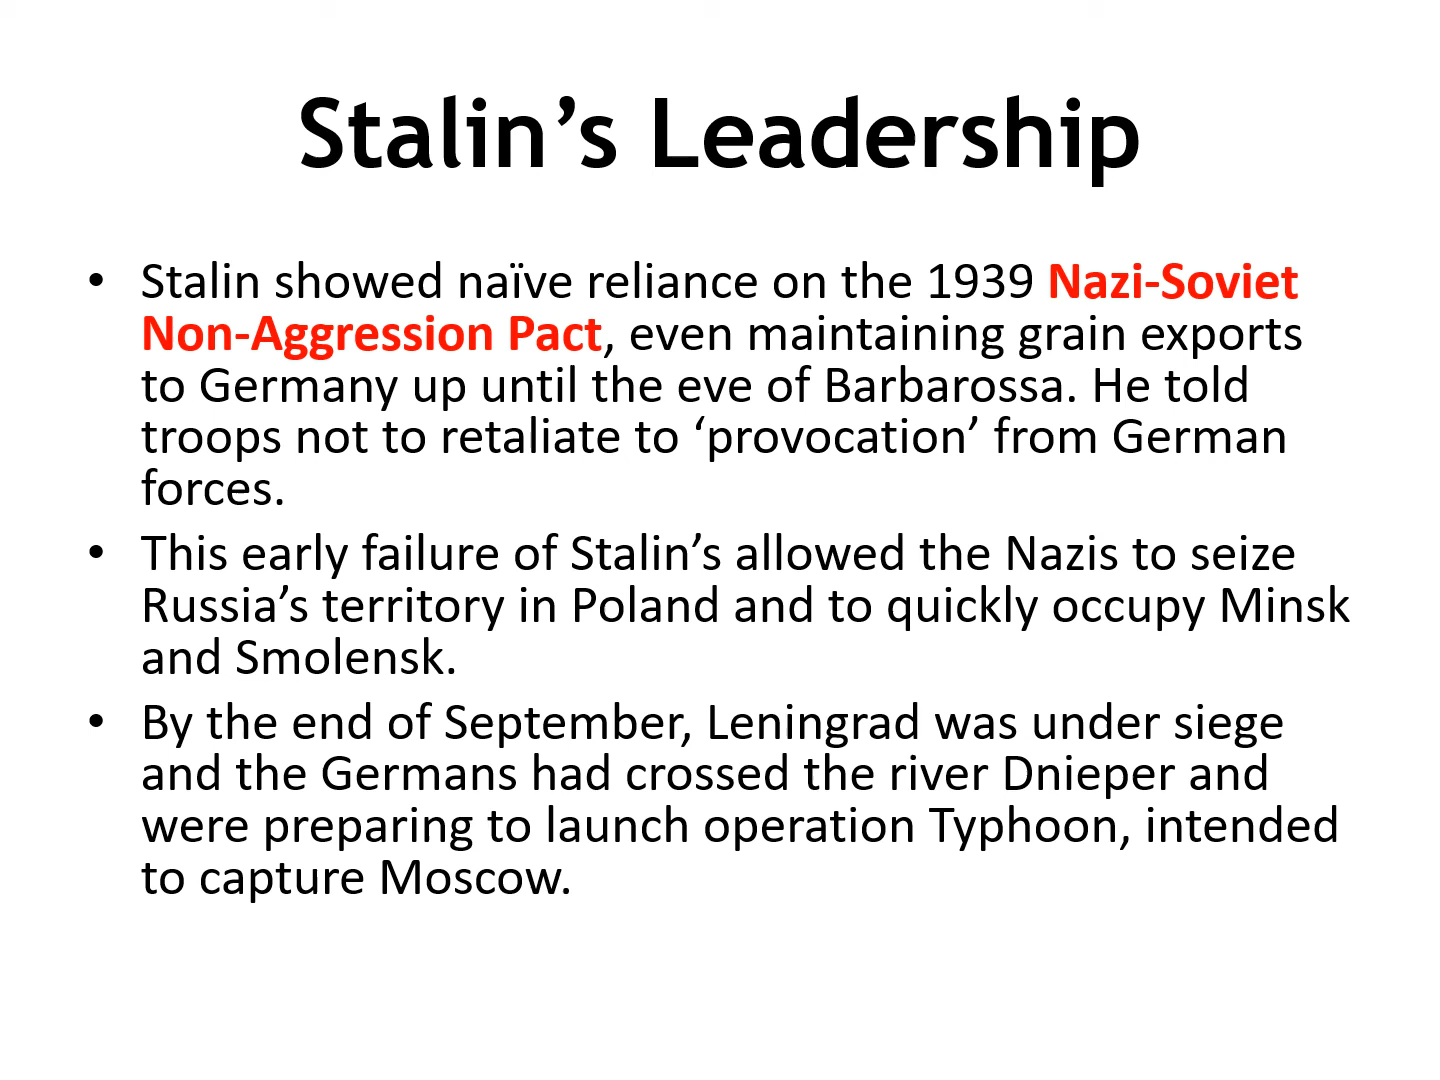 Stalin’s Leadership
• Stalin showed naïve reliance on the 1939 Nazi-Soviet
Non-Aggression Pact, even maintaining grain exports
to Germany up until the eve of Barbarossa. He told
troops not to retaliate to ‘provocation’ from German
forces.
• This early failure of Stalin’s allowed the Nazis to seize
Russia’s territory in Poland and to quickly occupy Minsk
and Smolensk.
• By the end of September, Leningrad was under siege
and the Germans had crossed the river Dnieper and
were preparing to launch operation Typhoon, intended
to capture Moscow.